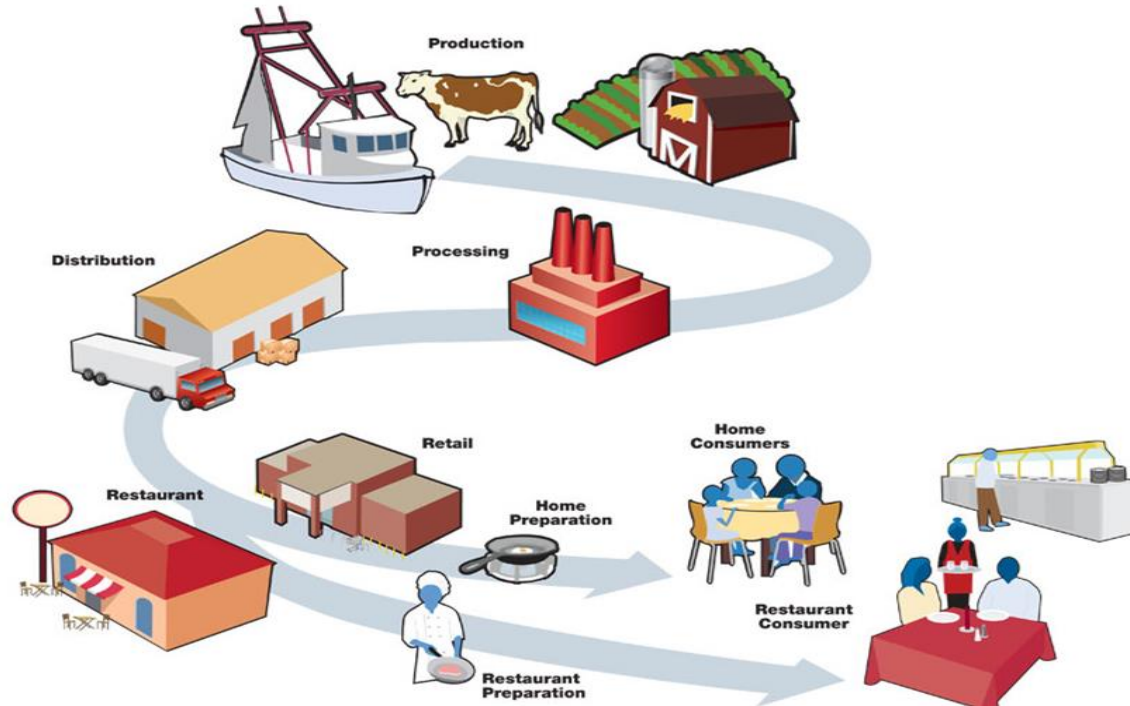 Production
Processing
Distribution
Retail
Restaurant
Home
Preparation
Home
Consumers
Restaurant
Preparation
Restaurant
Consumer